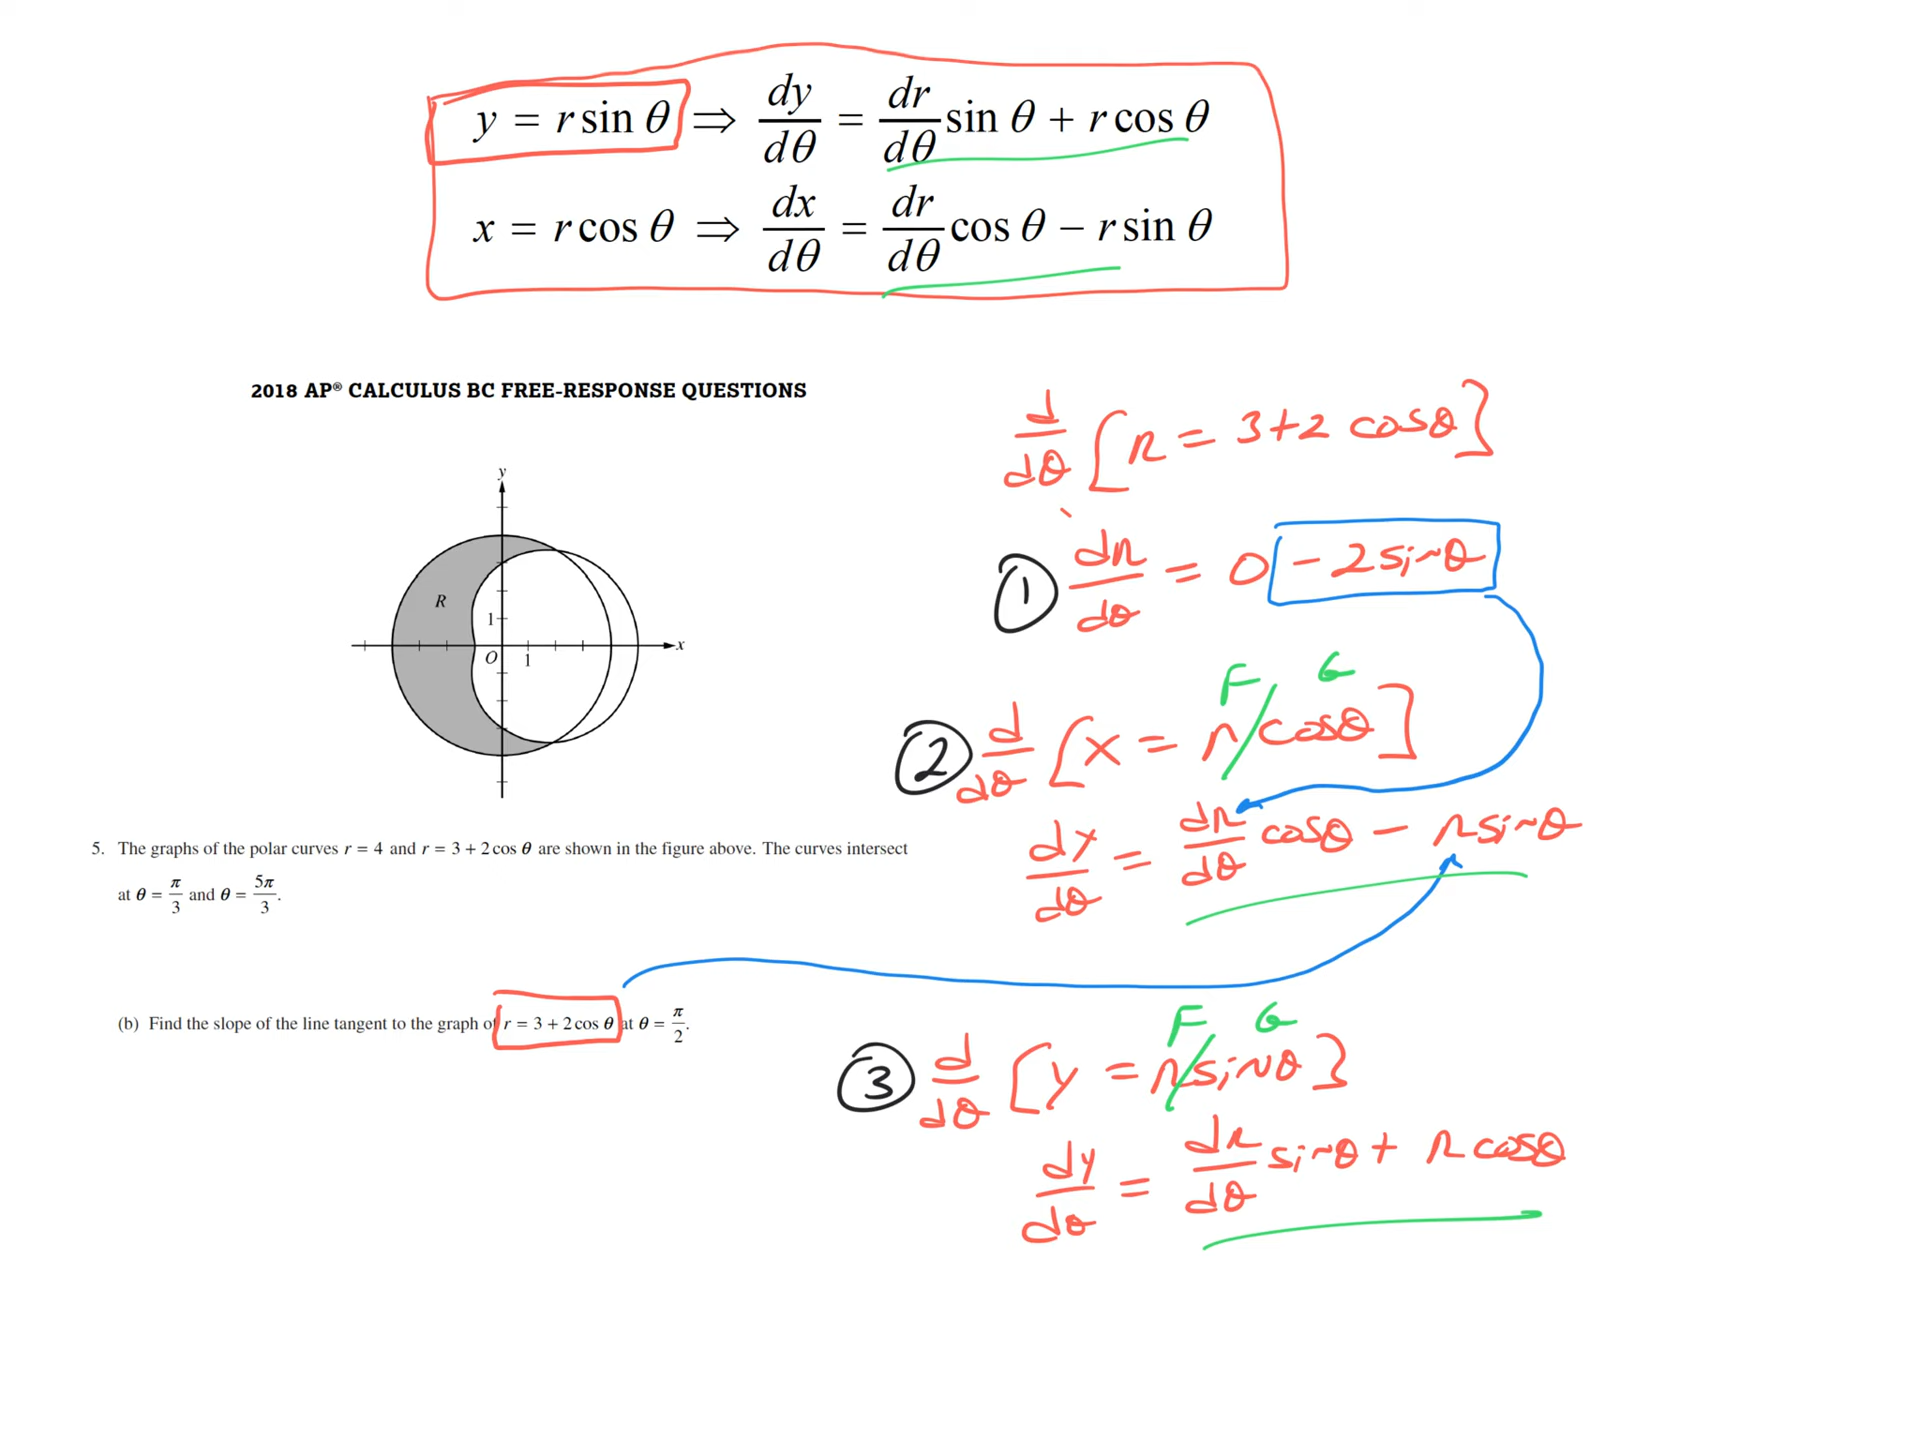 y = r sin θ ⇒ dy/dθ = dr/dθ sin θ + r cos θ
x = r cos θ ⇒ dx/dθ = dr/dθ cos θ − r sin θ
2018 AP® CALCULUS BC FREE-RESPONSE QUESTIONS
y
R
1
O
1
x
5. The graphs of the polar curves r = 4 and r = 3 + 2 cos θ are shown in the figure above. The curves intersect
at θ = π/3 and θ = 5π/3.
(b) Find the slope of the line tangent to the graph of r = 3 + 2 cos θ at θ = π/2.
d/dθ [r = 3+2 cosθ]
① dr/dθ = 0 − 2 sinθ
F G
② d/dθ [x = r/cosθ]
dx/dθ = dr/dθ cosθ − r sinθ
F G
③ d/dθ [y = r/sinθ]
dy/dθ = dr/dθ sinθ + r cosθ